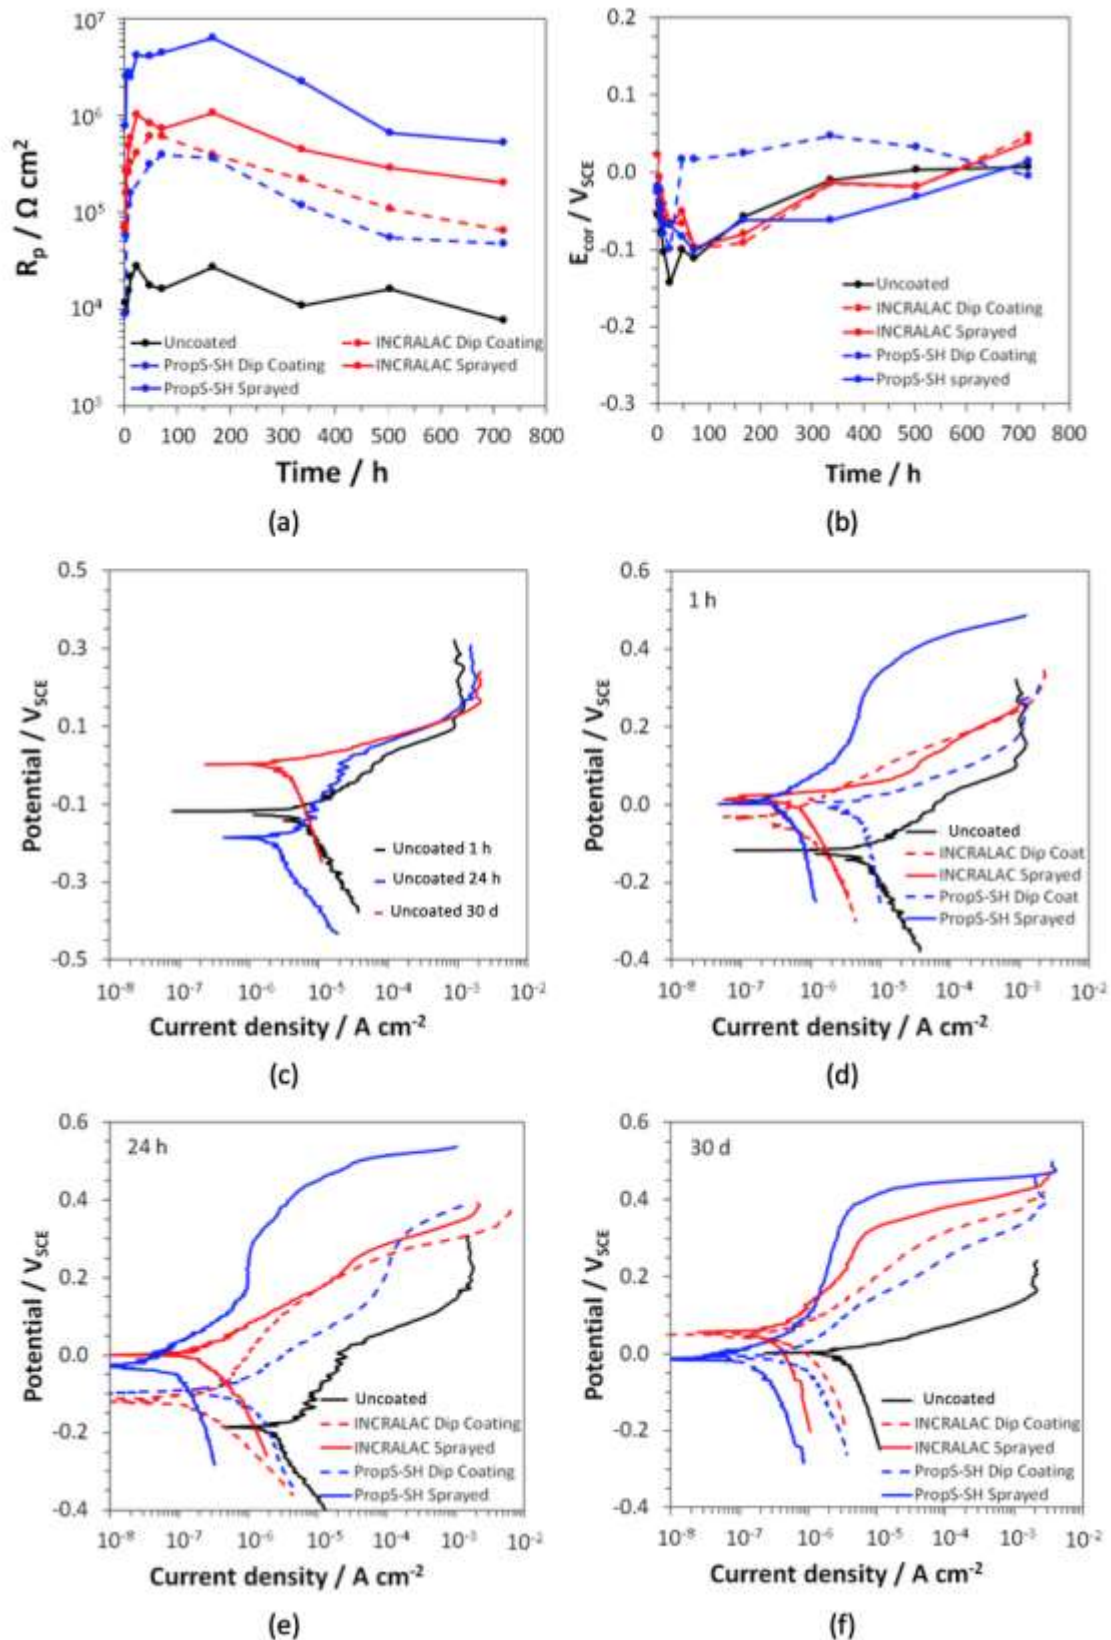 10⁷
10⁶
10⁵
10⁴
10³
Rₚ / Ω cm²
0 100 200 300 400 500 600 700 800
Time / h
Uncoated
INCRALAC Dip Coating
PropS-SH Dip Coating
INCRALAC Sprayed
PropS-SH Sprayed
(a)
0.2
0.1
0.0
-0.1
-0.2
-0.3
E_cor / V_SCE
0 100 200 300 400 500 600 700 800
Time / h
Uncoated
INCRALAC Dip Coating
INCRALAC Sprayed
PropS-SH Dip Coating
PropS-SH sprayed
(b)
0.5
0.3
0.1
-0.1
-0.3
-0.5
Potential / V_SCE
Uncoated 1 h
Uncoated 24 h
Uncoated 30 d
10⁻⁸ 10⁻⁷ 10⁻⁶ 10⁻⁵ 10⁻⁴ 10⁻³ 10⁻²
Current density / A cm⁻²
(c)
0.6
0.4
0.2
0.0
-0.2
-0.4
Potential / V_SCE
1 h
Uncoated
INCRALAC Dip Coat
INCRALAC Sprayed
PropS-SH Dip Coat
PropS-SH Sprayed
10⁻⁸ 10⁻⁷ 10⁻⁶ 10⁻⁵ 10⁻⁴ 10⁻³ 10⁻²
Current density / A cm⁻²
(d)
0.6
0.4
0.2
0.0
-0.2
-0.4
Potential / V_SCE
24 h
Uncoated
INCRALAC Dip Coating
INCRALAC Sprayed
PropS-SH Dip Coating
PropS-SH Sprayed
10⁻⁸ 10⁻⁷ 10⁻⁶ 10⁻⁵ 10⁻⁴ 10⁻³ 10⁻²
Current density / A cm⁻²
(e)
0.6
0.4
0.2
0.0
-0.2
-0.4
Potential / V_SCE
30 d
Uncoated
INCRALAC Dip Coating
INCRALAC Sprayed
PropS-SH Dip Coating
PropS-SH Sprayed
10⁻⁸ 10⁻⁷ 10⁻⁶ 10⁻⁵ 10⁻⁴ 10⁻³ 10⁻²
Current density / A cm⁻²
(f)